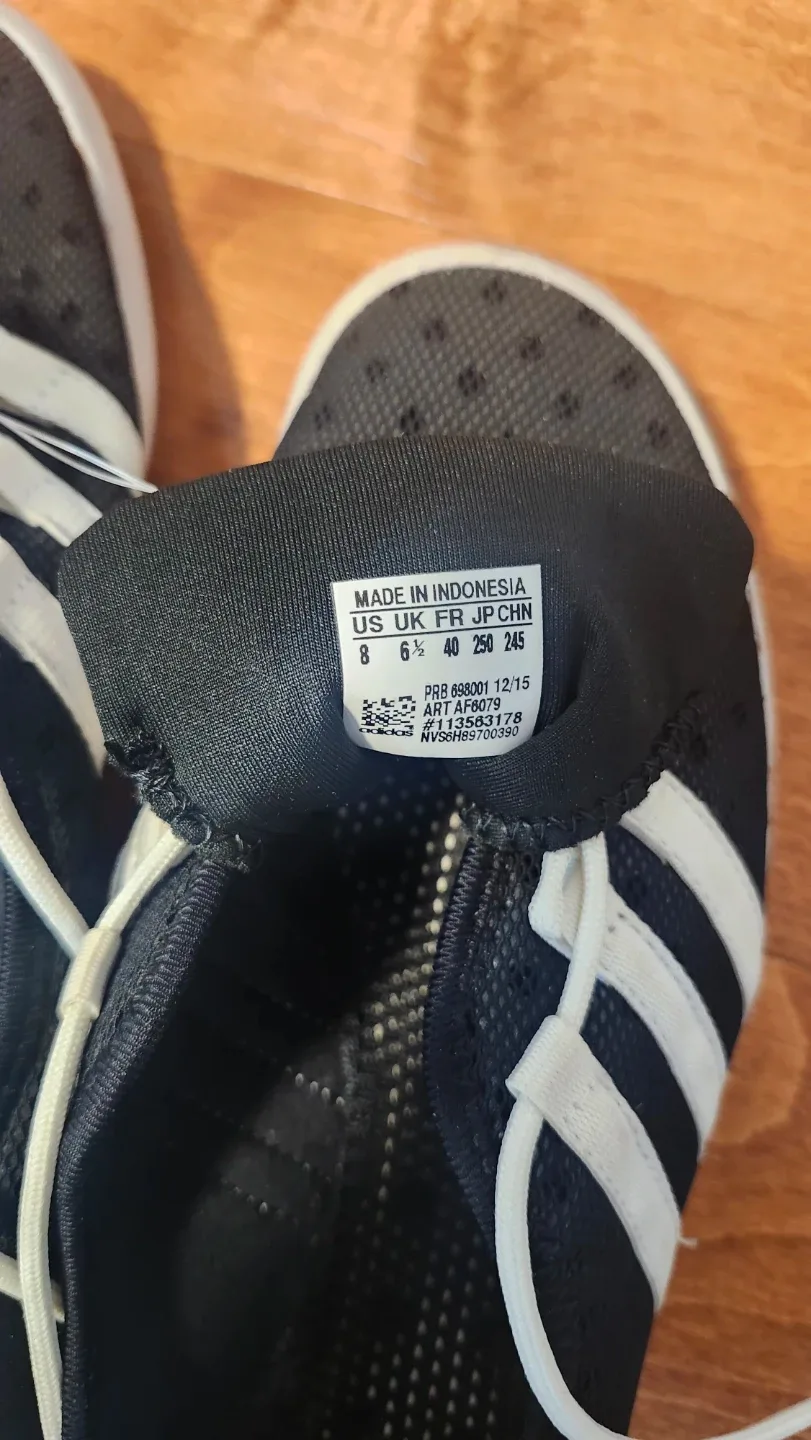 MADE IN INDONESIA
US UK FR JP CHN
8 6½ 40 250 245
PRB 698001 12/15
ART AF6079
#113563178
adidas NVS6H89700390